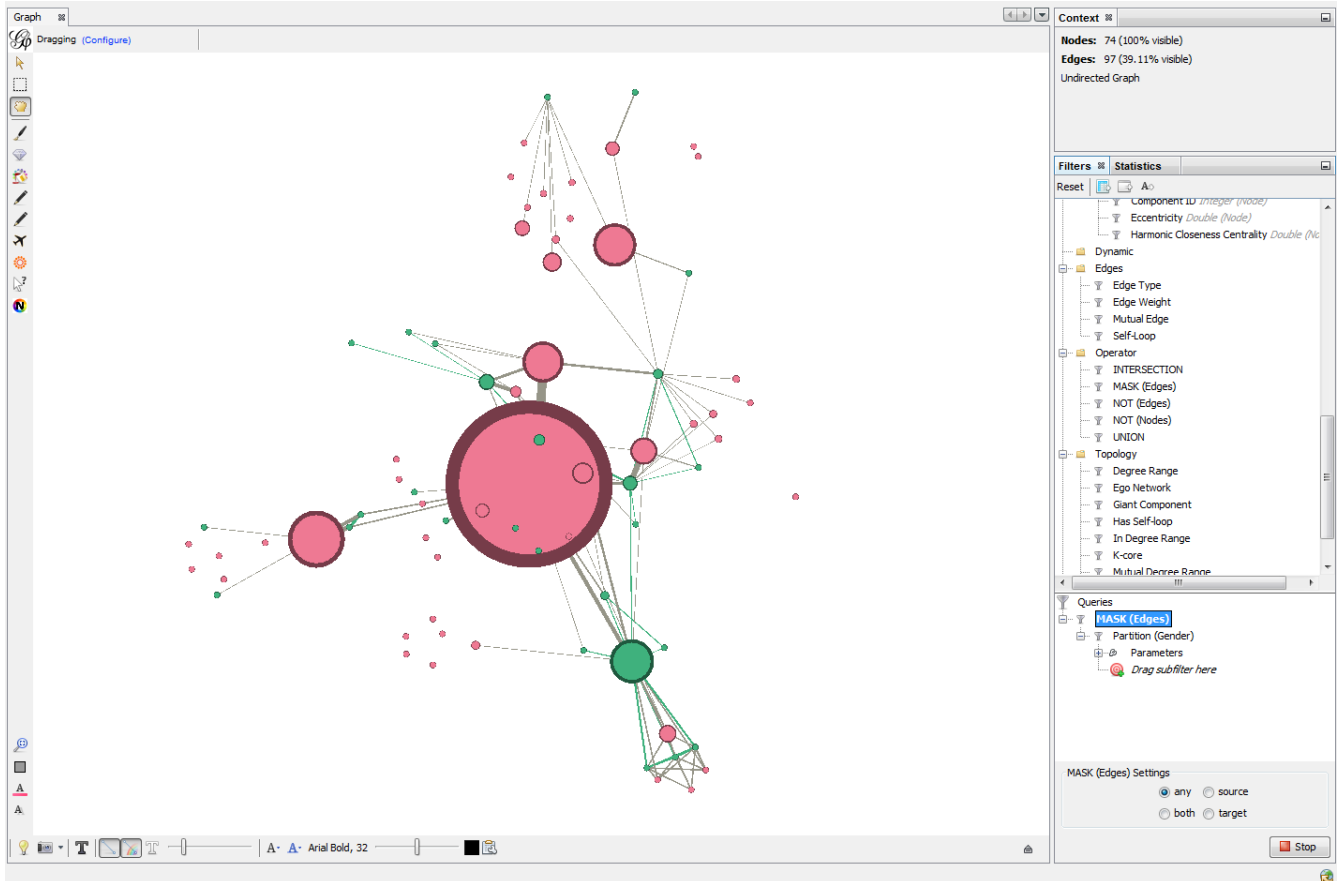 Graph
Dragging (Configure)
Context
Nodes: 74 (100% visible)
Edges: 97 (39.11% visible)
Undirected Graph
Filters Statistics
Reset A
Component ID Integer (Node)
Eccentricity Double (Node)
Harmonic Closeness Centrality Double (No
Dynamic
Edges
Edge Type
Edge Weight
Mutual Edge
Self-Loop
Operator
INTERSECTION
MASK (Edges)
NOT (Edges)
NOT (Nodes)
UNION
Topology
Degree Range
Ego Network
Giant Component
Has Self-loop
In Degree Range
K-core
Mutual Degree Range
Queries
MASK (Edges)
Partition (Gender)
Parameters
Drag subfilter here
MASK (Edges) Settings
any source
both target
Stop
A
A
T T A- A- Arial Bold, 32